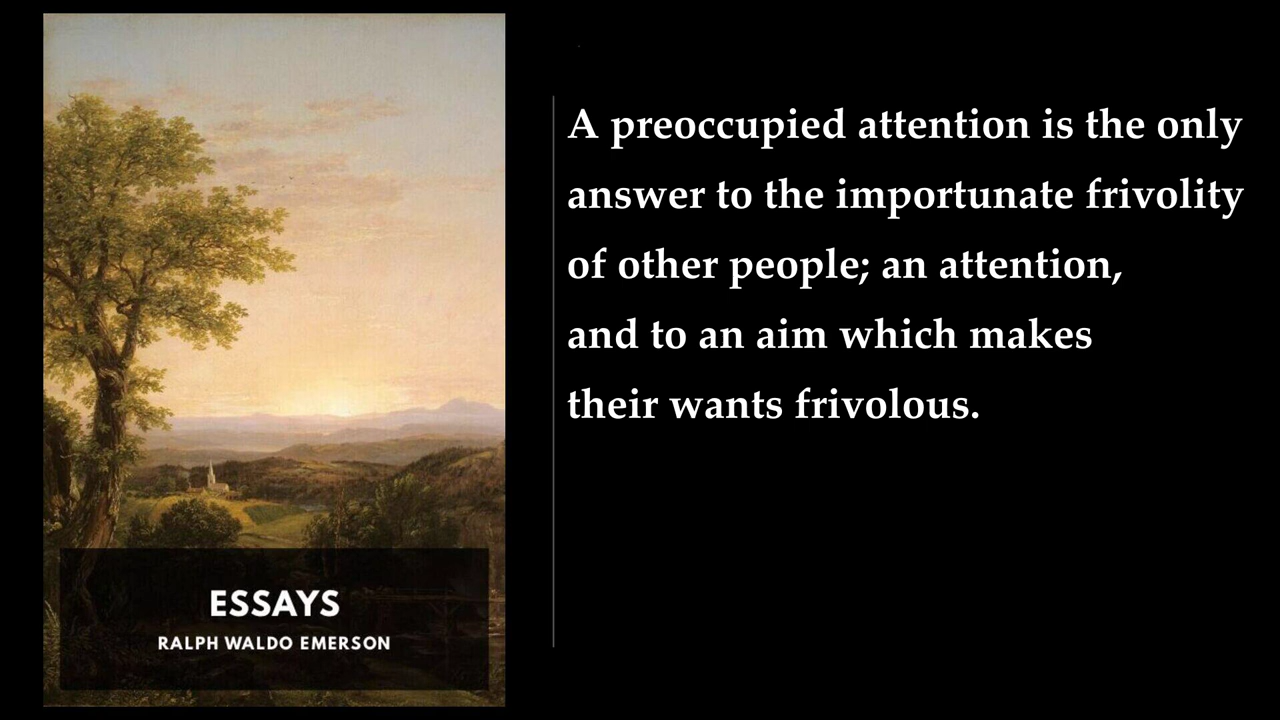 ESSAYS
RALPH WALDO EMERSON
A preoccupied attention is the only
answer to the importunate frivolity
of other people; an attention,
and to an aim which makes
their wants frivolous.